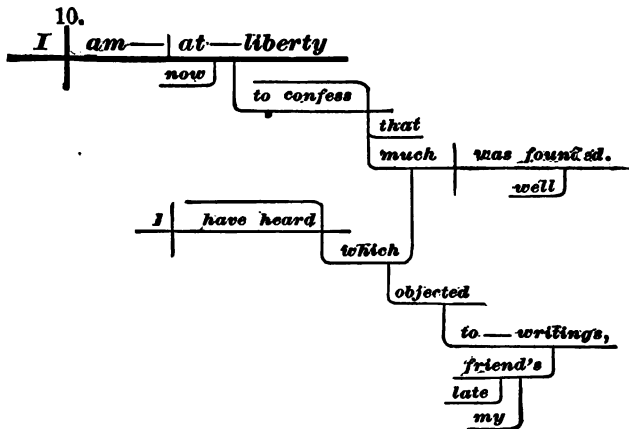 10.
I am — at — liberty
now
to confess
that
much was founded.
well
I have heard
which
objected
to — writings,
friend's
late
my